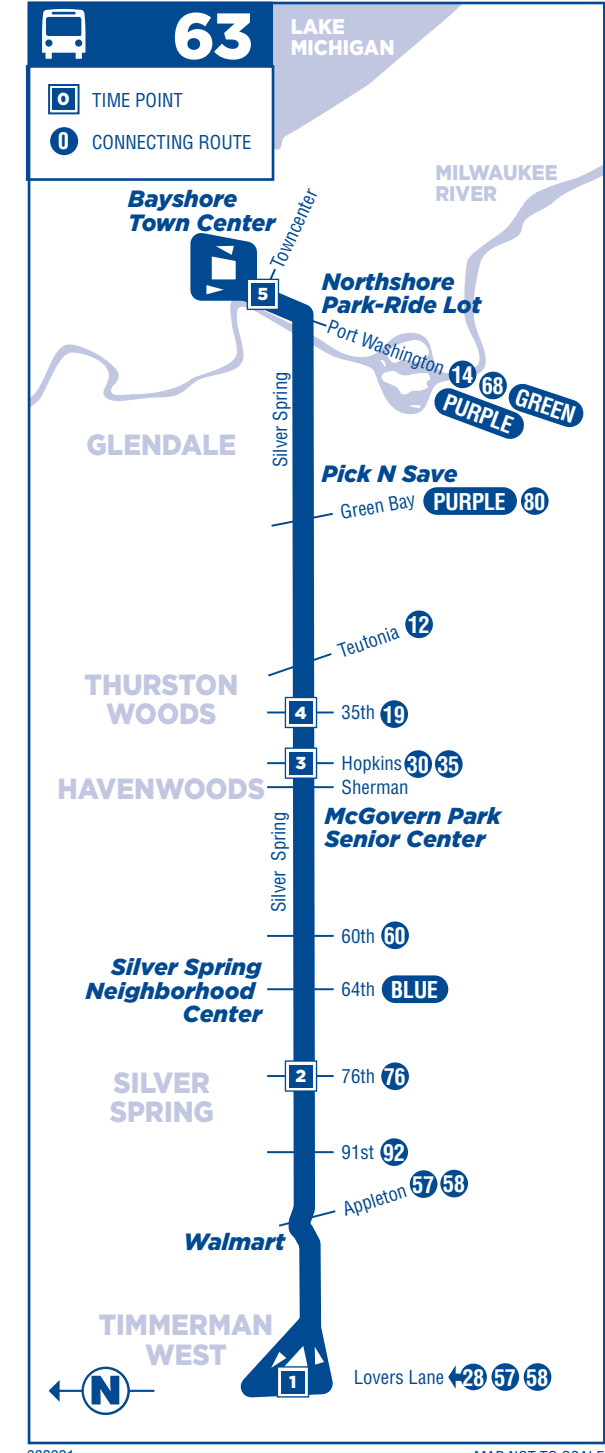 63
LAKE
MICHIGAN
0 TIME POINT
0 CONNECTING ROUTE
MILWAUKEE
RIVER
Bayshore
Town Center
Towncenter
5
Northshore
Park-Ride Lot
Port Washington 14 68 GREEN
PURPLE
Silver Spring
GLENDALE
Pick N Save
Green Bay PURPLE 80
Teutonia 12
THURSTON
WOODS
4 35th 19
3 Hopkins 30 35
HAVENWOODS
Sherman
McGovern Park
Senior Center
Silver Spring
60th 60
Silver Spring
Neighborhood
Center
64th BLUE
SILVER
SPRING
2 76th 76
91st 92
Appleton 57 58
Walmart
TIMMERMAN
WEST
1
Lovers Lane 28 57 58
N